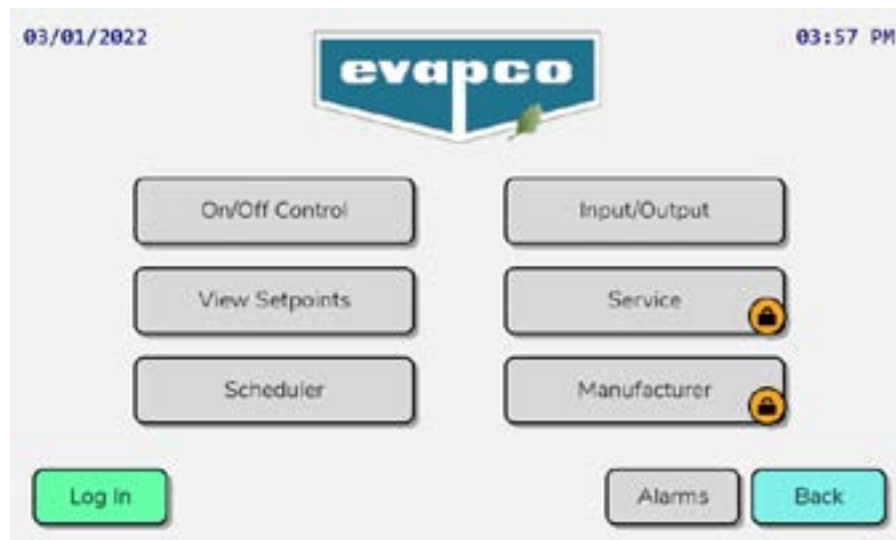 03/01/2022 03:57 PM
evapco
On/Off Control Input/Output
View Setpoints Service
Scheduler Manufacturer
Log In Alarms Back